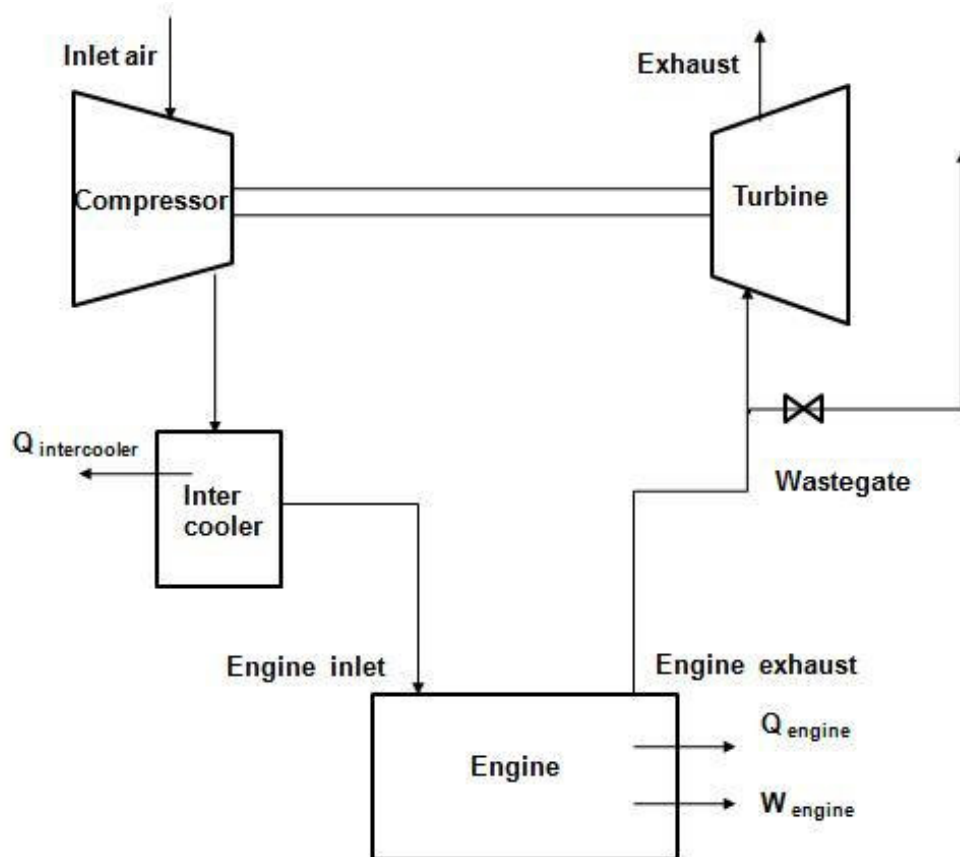 Inlet air
Exhaust
Compressor
Turbine
Q intercooler
Inter
cooler
Wastegate
Engine inlet
Engine exhaust
Q engine
Engine
W engine